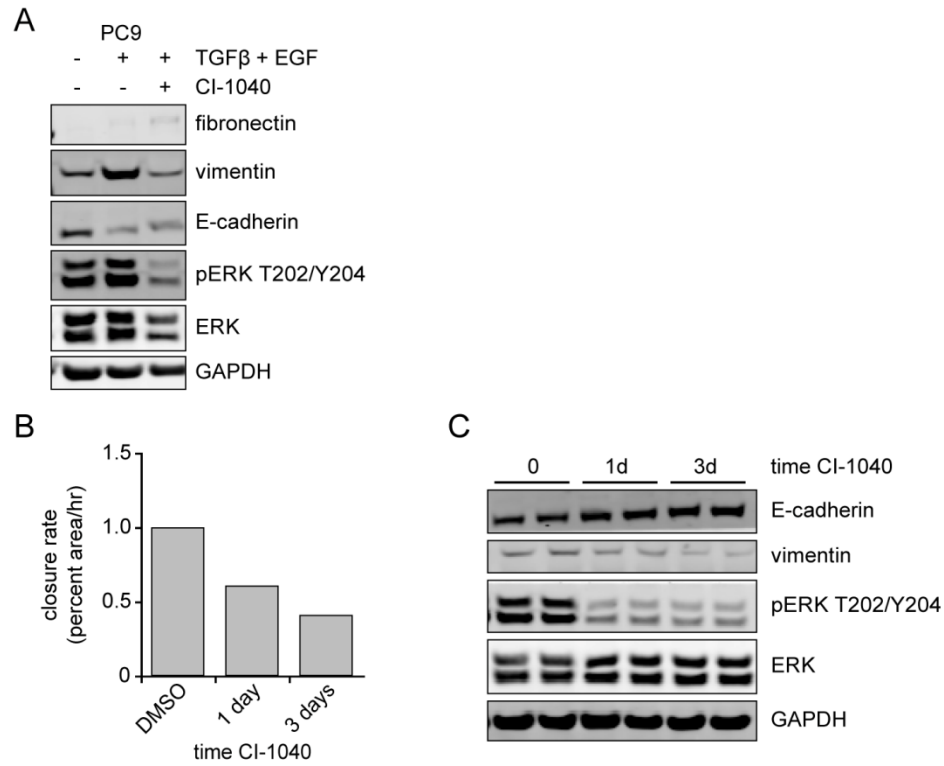 A
PC9
- + + TGFβ + EGF
- - + CI-1040
fibronectin
vimentin
E-cadherin
pERK T202/Y204
ERK
GAPDH
B
closure rate
(percent area/hr)
1.5
1.0
0.5
0
DMSO
1 day
3 days
time CI-1040
C
0 1d 3d time CI-1040
E-cadherin
vimentin
pERK T202/Y204
ERK
GAPDH